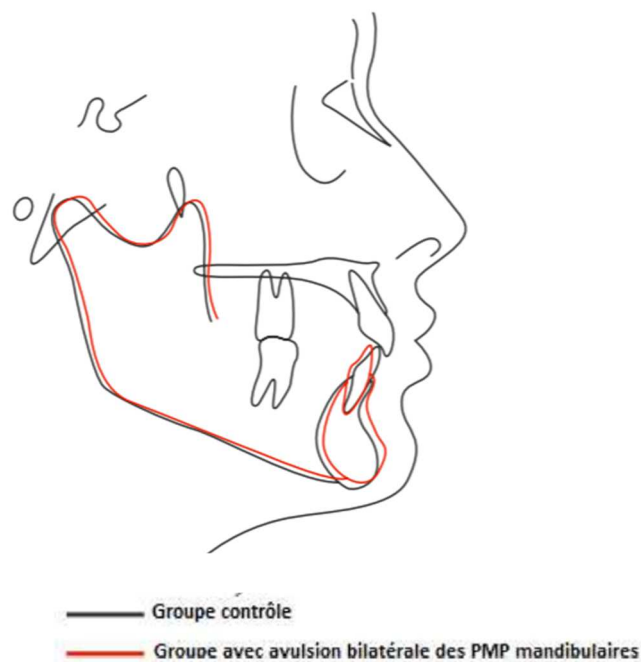 Groupe contrôle
Groupe avec avulsion bilatérale des PMP mandibulaires